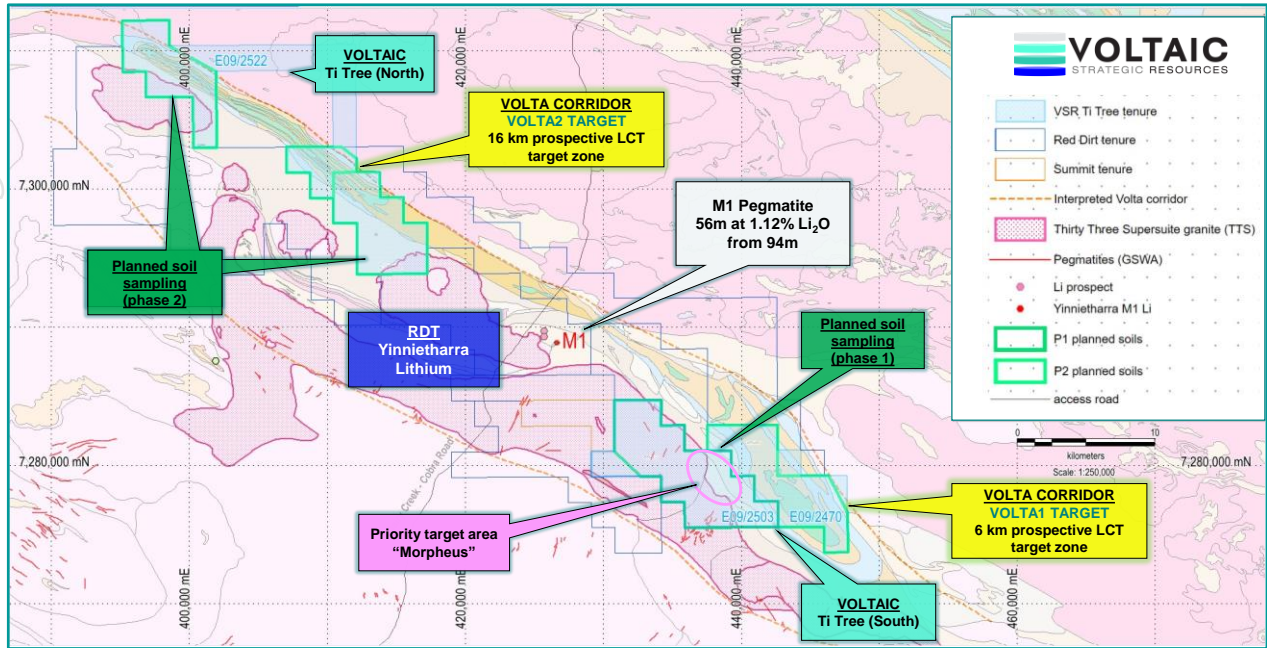 400,000 mE
420,000 mE
440,000 mE
E09/2522
VOLTAIC
Ti Tree (North)
VOLTA CORRIDOR
VOLTA2 TARGET
16 km prospective LCT
target zone
7,300,000 mN
M1 Pegmatite
56m at 1.12% Li₂O
from 94m
Planned soil
sampling
(phase 2)
RDT
Yinnietharra
Lithium
M1
Planned soil
sampling
(phase 1)
VOLTAIC
STRATEGIC RESOURCES
VSR Ti Tree tenure
Red Dirt tenure
Summit tenure
Interpreted Volta corridor
Thirty Three Supersuite granite (TTS)
Pegmatites (GSWA)
Li prospect
Yinnietharra M1 Li
P1 planned soils
P2 planned soils
access road
0
10
kilometers
Scale: 1:250,000
7,280,000 mN
7,280,000 mN
Creek - Cobra Road
E09/2503
E09/2470
Priority target area
“Morpheus”
VOLTA CORRIDOR
VOLTA1 TARGET
6 km prospective LCT
target zone
VOLTAIC
Ti Tree (South)
400,000 mE
420,000 mE
440,000 mE
460,000 mE